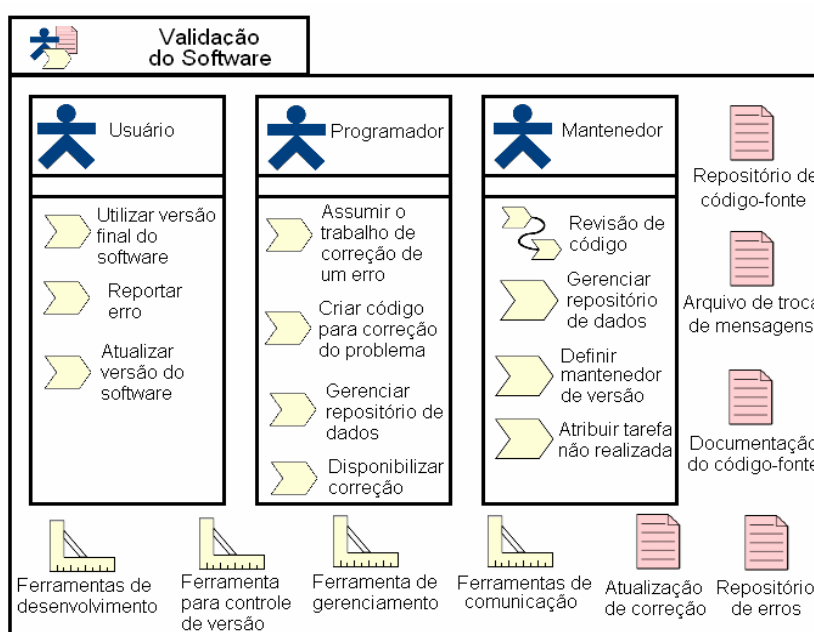 Validação
do Software
Usuário
Utilizar versão
final do
software
Reportar
erro
Atualizar
versão do
software
Programador
Assumir o
trabalho de
correção de
um erro
Criar código
para correção
do problema
Gerenciar
repositório de
dados
Disponibilizar
correção
Mantenedor
Revisão de
código
Gerenciar
repositório
de dados
Definir
mantenedor
de versão
Atribuir tarefa
não realizada
Repositório de
código-fonte
Arquivo de troca
de mensagens
Documentação
do código-fonte
Ferramentas de
desenvolvimento
Ferramenta
para controle
de versão
Ferramenta de
gerenciamento
Ferramentas de
comunicação
Atualização
de correção
Repositório
de erros